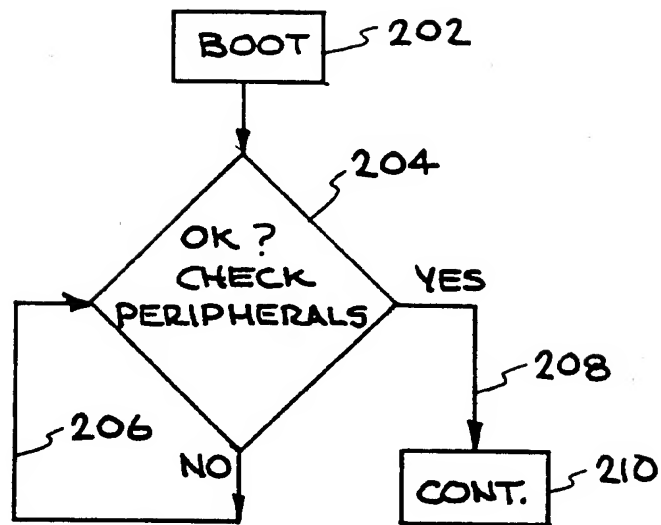 BOOT
202
204
OK ?
CHECK
PERIPHERALS
YES
208
206
NO
CONT.
210